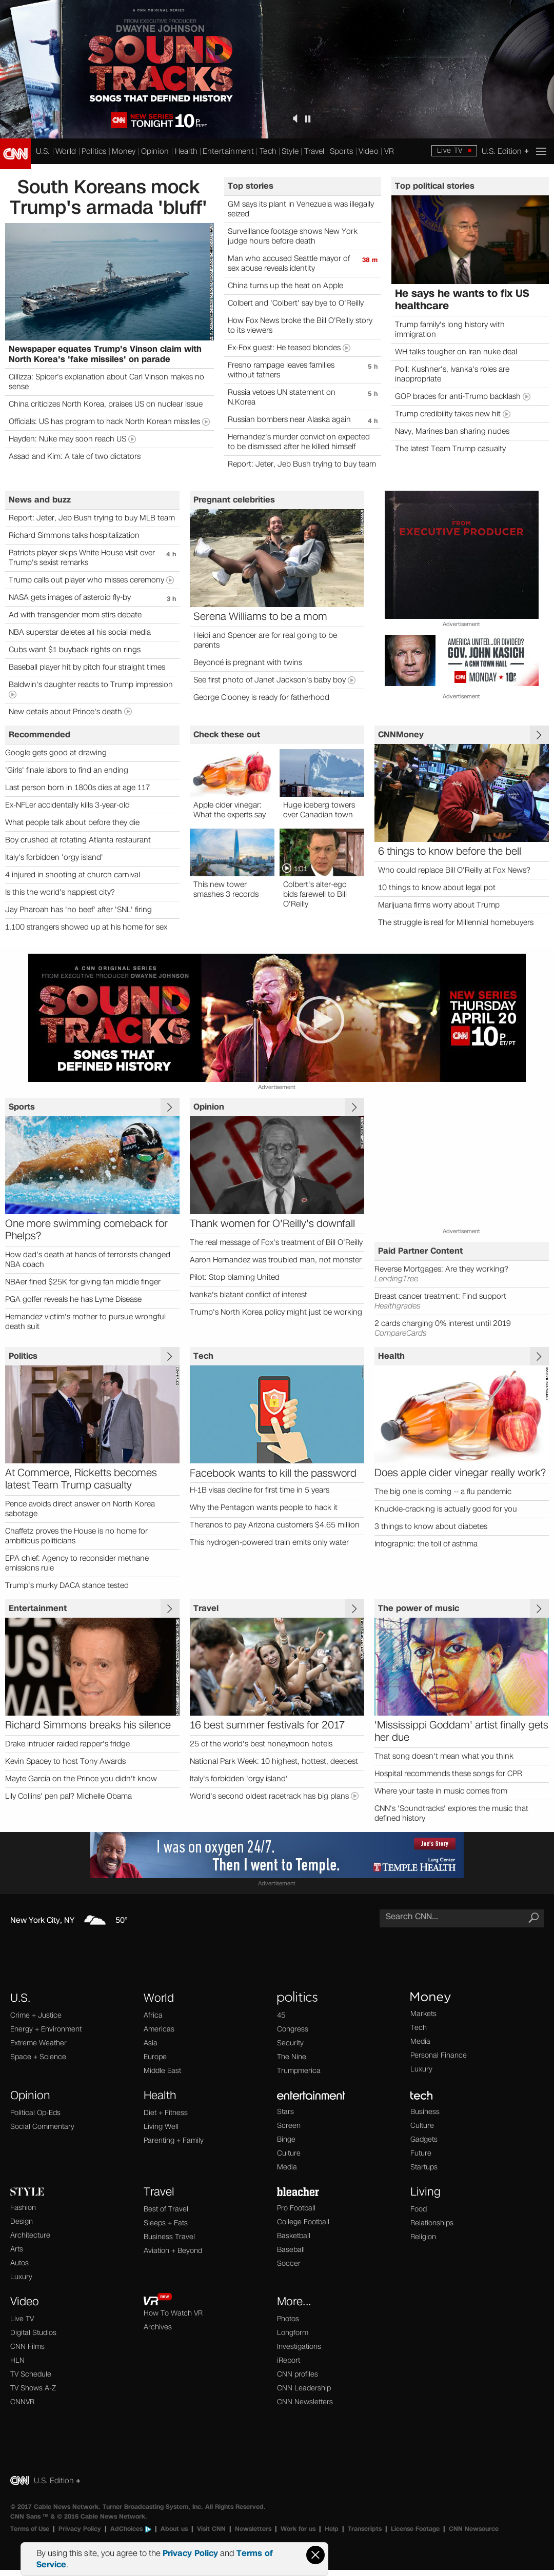 A CNN ORIGINAL SERIES
FROM EXECUTIVE PRODUCER
DWAYNE JOHNSON
SOUND
TRACKS
SONGS THAT DEFINED HISTORY
CNN NEW SERIES
TONIGHT 10P ET/PT
CNN U.S. World Politics Money Opinion Health Entertainment Tech Style Travel Sports Video VR Live TV U.S. Edition +
South Koreans mock
Trump's armada 'bluff'
Newspaper equates Trump's Vinson claim with
North Korea's 'fake missiles' on parade
Cillizza: Spicer's explanation about Carl Vinson makes no
sense
China criticizes North Korea, praises US on nuclear issue
Officials: US has program to hack North Korean missiles
Hayden: Nuke may soon reach US
Assad and Kim: A tale of two dictators
Top stories
GM says its plant in Venezuela was illegally
seized
Surveillance footage shows New York
judge hours before death
Man who accused Seattle mayor of 38 m
sex abuse reveals identity
China turns up the heat on Apple
Colbert and 'Colbert' say bye to O'Reilly
How Fox News broke the Bill O'Reilly story
to its viewers
Ex-Fox guest: He teased blondes
Fresno rampage leaves families 5 h
without fathers
Russia vetoes UN statement on 5 h
N.Korea
Russian bombers near Alaska again 4 h
Hernandez's murder conviction expected
to be dismissed after he killed himself
Report: Jeter, Jeb Bush trying to buy team
Top political stories
He says he wants to fix US
healthcare
Trump family's long history with
immigration
WH talks tougher on Iran nuke deal
Poll: Kushner's, Ivanka's roles are
inappropriate
GOP braces for anti-Trump backlash
Trump credibility takes new hit
Navy, Marines ban sharing nudes
The latest Team Trump casualty
News and buzz
Report: Jeter, Jeb Bush trying to buy MLB team
Richard Simmons talks hospitalization
Patriots player skips White House visit over 4 h
Trump's sexist remarks
Trump calls out player who misses ceremony
NASA gets images of asteroid fly-by 3 h
Ad with transgender mom stirs debate
NBA superstar deletes all his social media
Cubs want $1 buyback rights on rings
Baseball player hit by pitch four straight times
Baldwin's daughter reacts to Trump impression
New details about Prince's death
Pregnant celebrities
Serena Williams to be a mom
Heidi and Spencer are for real going to be
parents
Beyoncé is pregnant with twins
See first photo of Janet Jackson's baby boy
George Clooney is ready for fatherhood
FROM
EXECUTIVE PRODUCER
Advertisement
AMERICA UNITED...OR DIVIDED?
GOV. JOHN KASICH
A CNN TOWN HALL
CNN MONDAY 10P
Advertisement
Recommended
Google gets good at drawing
'Girls' finale labors to find an ending
Last person born in 1800s dies at age 117
Ex-NFLer accidentally kills 3-year-old
What people talk about before they die
Boy crushed at rotating Atlanta restaurant
Italy's forbidden 'orgy island'
4 injured in shooting at church carnival
Is this the world's happiest city?
Jay Pharoah has 'no beef' after 'SNL' firing
1,100 strangers showed up at his home for sex
Check these out
Apple cider vinegar:
What the experts say
Huge iceberg towers
over Canadian town
1:01
This new tower
smashes 3 records
Colbert's alter-ego
bids farewell to Bill
O'Reilly
CNNMoney
6 things to know before the bell
Who could replace Bill O'Reilly at Fox News?
10 things to know about legal pot
Marijuana firms worry about Trump
The struggle is real for Millennial homebuyers
A CNN ORIGINAL SERIES
FROM EXECUTIVE PRODUCER DWAYNE JOHNSON
SOUND
TRACKS
SONGS THAT
DEFINED HISTORY
NEW SERIES
THURSDAY
APRIL 20
CNN 10P ET/PT
Advertisement
Sports
One more swimming comeback for
Phelps?
How dad's death at hands of terrorists changed
NBA coach
NBAer fined $25K for giving fan middle finger
PGA golfer reveals he has Lyme Disease
Hernandez victim's mother to pursue wrongful
death suit
Opinion
Thank women for O'Reilly's downfall
The real message of Fox's treatment of Bill O'Reilly
Aaron Hernandez was troubled man, not monster
Pilot: Stop blaming United
Ivanka's blatant conflict of interest
Trump's North Korea policy might just be working
Advertisement
Paid Partner Content
Reverse Mortgages: Are they working?
LendingTree
Breast cancer treatment: Find support
Healthgrades
2 cards charging 0% interest until 2019
CompareCards
Politics
At Commerce, Ricketts becomes
latest Team Trump casualty
Pence avoids direct answer on North Korea
sabotage
Chaffetz proves the House is no home for
ambitious politicians
EPA chief: Agency to reconsider methane
emissions rule
Trump's murky DACA stance tested
Tech
Facebook wants to kill the password
H-1B visas decline for first time in 5 years
Why the Pentagon wants people to hack it
Theranos to pay Arizona customers $4.65 million
This hydrogen-powered train emits only water
Health
Does apple cider vinegar really work?
The big one is coming -- a flu pandemic
Knuckle-cracking is actually good for you
3 things to know about diabetes
Infographic: the toll of asthma
Entertainment
Richard Simmons breaks his silence
Drake intruder raided rapper's fridge
Kevin Spacey to host Tony Awards
Mayte Garcia on the Prince you didn't know
Lily Collins' pen pal? Michelle Obama
Travel
16 best summer festivals for 2017
25 of the world's best honeymoon hotels
National Park Week: 10 highest, hottest, deepest
Italy's forbidden 'orgy island'
World's second oldest racetrack has big plans
The power of music
'Mississippi Goddam' artist finally gets
her due
That song doesn't mean what you think
Hospital recommends these songs for CPR
Where your taste in music comes from
CNN's 'Soundtracks' explores the music that
defined history
I was on oxygen 24/7.
Then I went to Temple.
Joe's Story
Lung Center
TEMPLE HEALTH
Advertisement
New York City, NY 50°
Search CNN...
U.S.
Crime + Justice
Energy + Environment
Extreme Weather
Space + Science
World
Africa
Americas
Asia
Europe
Middle East
politics
45
Congress
Security
The Nine
Trumpmerica
Money
Markets
Tech
Media
Personal Finance
Luxury
Opinion
Political Op-Eds
Social Commentary
Health
Diet + Fitness
Living Well
Parenting + Family
entertainment
Stars
Screen
Binge
Culture
Media
tech
Business
Culture
Gadgets
Future
Startups
STYLE
Fashion
Design
Architecture
Arts
Autos
Luxury
Travel
Best of Travel
Sleeps + Eats
Business Travel
Aviation + Beyond
bleacher
Pro Football
College Football
Basketball
Baseball
Soccer
Living
Food
Relationships
Religion
Video
Live TV
Digital Studios
CNN Films
HLN
TV Schedule
TV Shows A-Z
CNNVR
VR new
How To Watch VR
Archives
More...
Photos
Longform
Investigations
iReport
CNN profiles
CNN Leadership
CNN Newsletters
CNN U.S. Edition +
© 2017 Cable News Network. Turner Broadcasting System, Inc. All Rights Reserved.
CNN Sans ™ & © 2016 Cable News Network.
Terms of Use | Privacy Policy | AdChoices | About us | Visit CNN | Newsletters | Work for us | Help | Transcripts | License Footage | CNN Newsource
By using this site, you agree to the Privacy Policy and Terms of
Service.